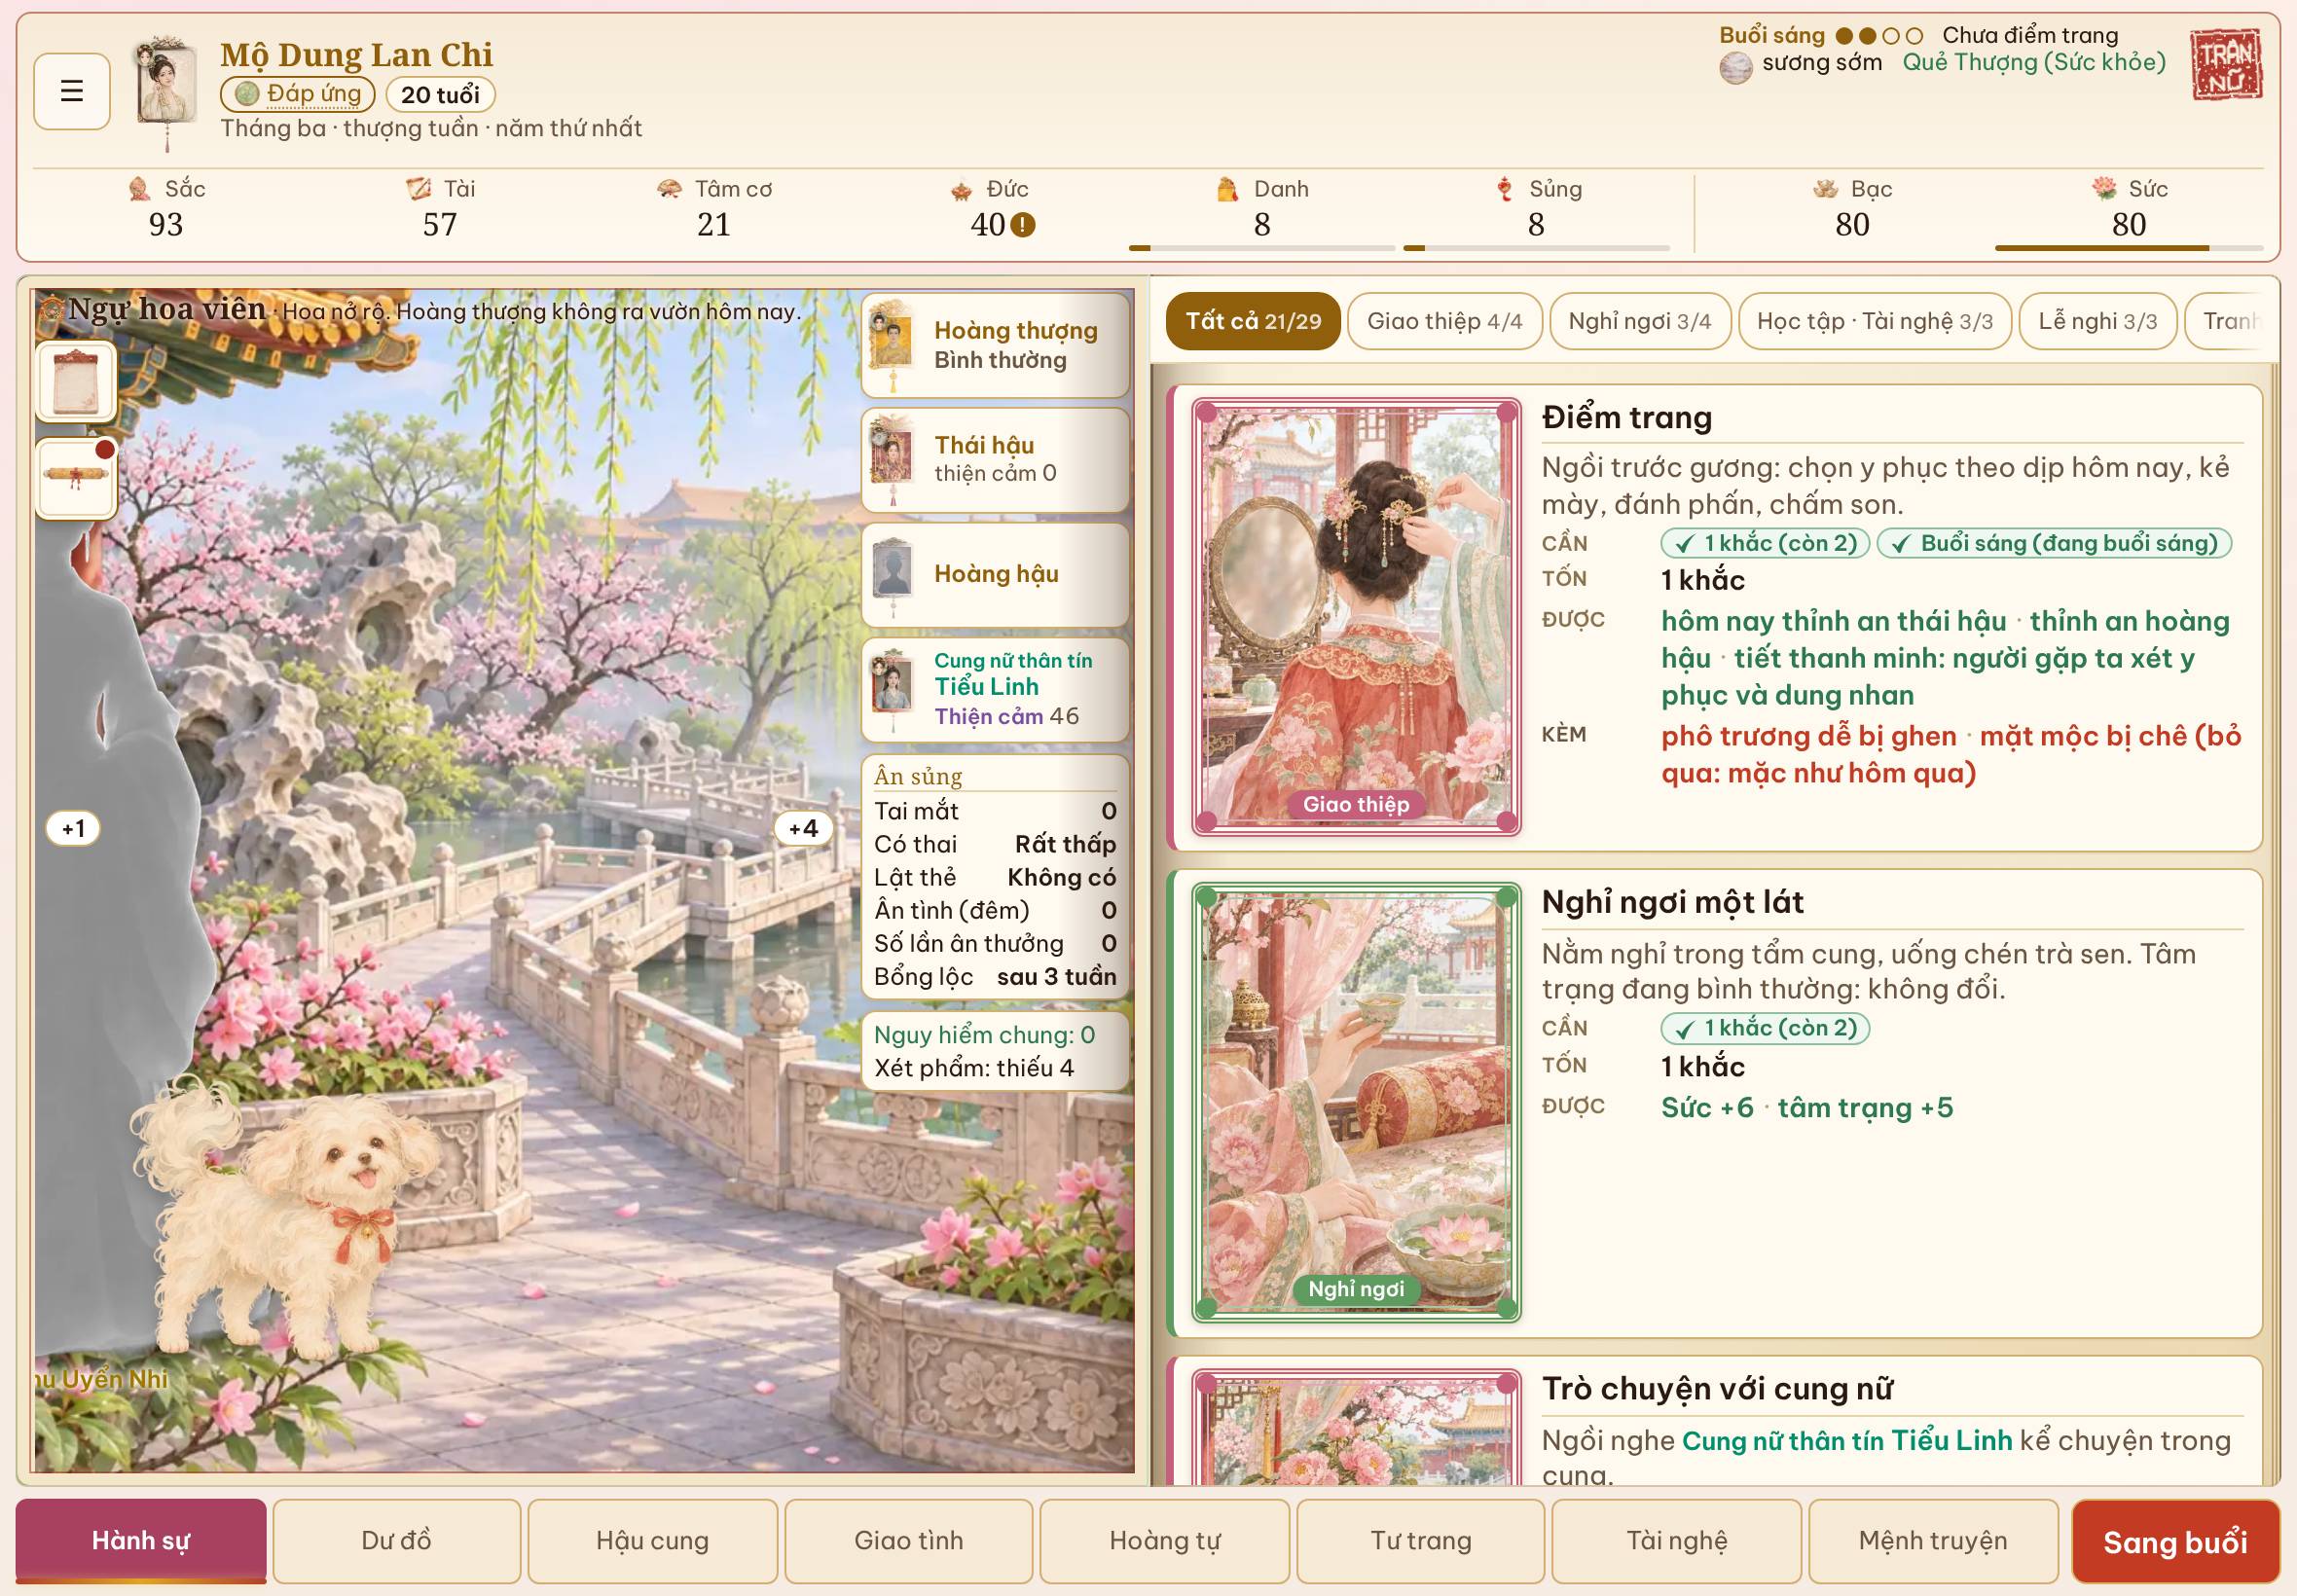 ☰
Mộ Dung Lan Chi
Đáp ứng
20 tuổi
Tháng ba · thượng tuần · năm thứ nhất
Buổi sáng
Chưa điểm trang
sương sớm
Quẻ Thượng (Sức khỏe)
TRÂN
NỮ
Sắc
93
Tài
57
Tâm cơ
21
Đức
40 !
Danh
8
Sủng
8
Bạc
80
Sức
80
Ngự hoa viên · Hoa nở rộ. Hoàng thượng không ra vườn hôm nay.
Hoàng thượng
Bình thường
Thái hậu
thiện cảm 0
Hoàng hậu
Cung nữ thân tín
Tiểu Linh
Thiện cảm 46
+1
+4
Ân sủng
Tai mắt 0
Có thai Rất thấp
Lật thẻ Không có
Ân tình (đêm) 0
Số lần ân thưởng 0
Bổng lộc sau 3 tuần
Nguy hiểm chung: 0
Xét phẩm: thiếu 4
Uyển Nhi
Tất cả 21/29
Giao thiệp 4/4
Nghỉ ngơi 3/4
Học tập · Tài nghệ 3/3
Lễ nghi 3/3
Tranh
Điểm trang
Ngồi trước gương: chọn y phục theo dịp hôm nay, kẻ
mày, đánh phấn, chấm son.
CẦN ✓ 1 khắc (còn 2) ✓ Buổi sáng (đang buổi sáng)
TỐN 1 khắc
ĐƯỢC hôm nay thỉnh an thái hậu · thỉnh an hoàng
hậu · tiết thanh minh: người gặp ta xét y
phục và dung nhan
KÈM phô trương dễ bị ghen · mặt mộc bị chê (bỏ
qua: mặc như hôm qua)
Giao thiệp
Nghỉ ngơi một lát
Nằm nghỉ trong tẩm cung, uống chén trà sen. Tâm
trạng đang bình thường: không đổi.
CẦN ✓ 1 khắc (còn 2)
TỐN 1 khắc
ĐƯỢC Sức +6 · tâm trạng +5
Nghỉ ngơi
Trò chuyện với cung nữ
Ngồi nghe Cung nữ thân tín Tiểu Linh kể chuyện trong
cung.
Hành sự
Dư đồ
Hậu cung
Giao tình
Hoàng tự
Tư trang
Tài nghệ
Mệnh truyện
Sang buổi